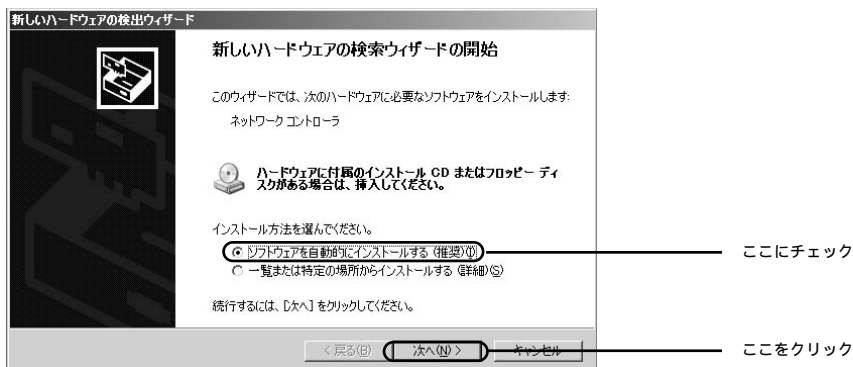 新しいハードウェアの検出ウィザード
新しいハードウェアの検索ウィザードの開始
このウィザードでは、次のハードウェアに必要なソフトウェアをインストールします:
ネットワーク コントローラ
ハードウェアに付属のインストール CD またはフロッピー ディ
スクがある場合は、挿入してください。
インストール方法を選んでください。
ソフトウェアを自動的にインストールする (推奨)(I)
ここにチェック
一覧または特定の場所からインストールする (詳細)(S)
続行するには、[次へ] をクリックしてください。
< 戻る(B)
次へ(N) >
キャンセル
ここをクリック